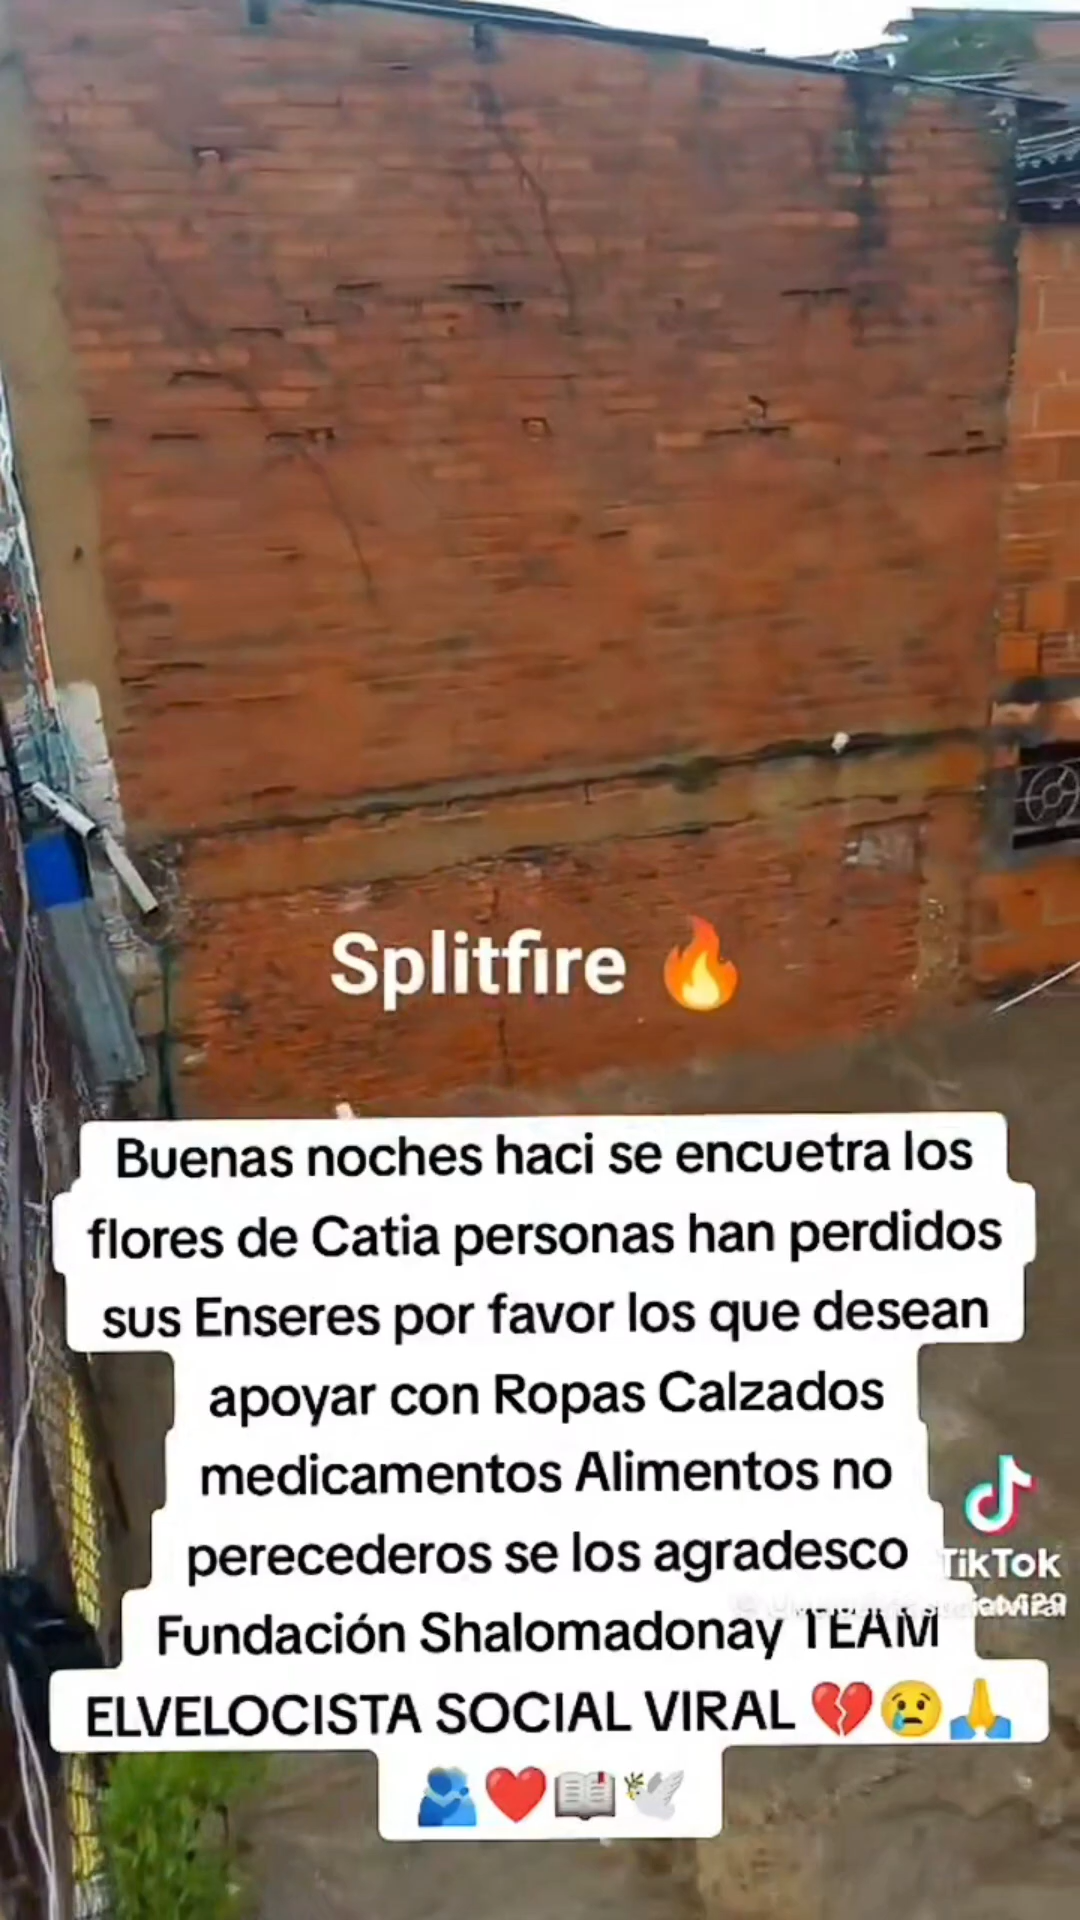 Splitfire 🔥
Buenas noches haci se encuetra los
flores de Catia personas han perdidos
sus Enseres por favor los que desean
apoyar con Ropas Calzados
medicamentos Alimentos no
perecederos se los agradesco
Fundación Shalomadonay TEAM
ELVELOCISTA SOCIAL VIRAL 💔😢🙏
🫂❤️📖🕊️
TikTok